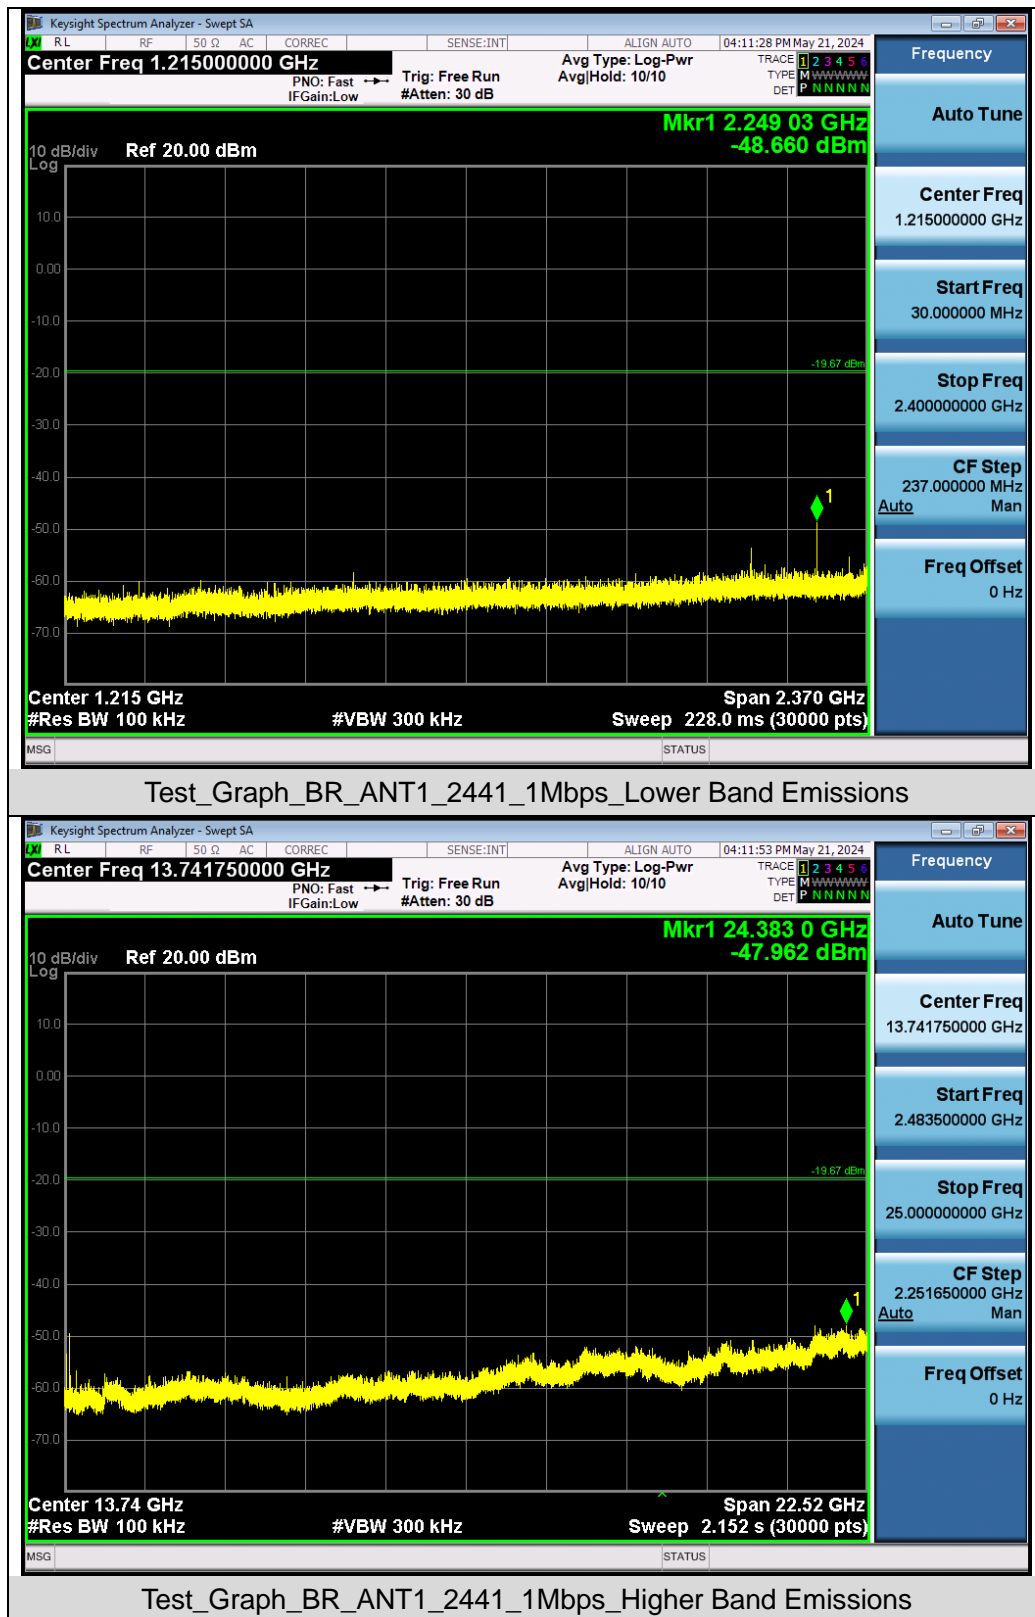 Keysight Spectrum Analyzer - Swept SA
LXI RL RF 50 Ω AC CORREC SENSE:INT ALIGN AUTO 04:11:28 PM May 21, 2024
Center Freq 1.215000000 GHz
PNO: Fast
IFGain:Low
Trig: Free Run
#Atten: 30 dB
Avg Type: Log-Pwr
Avg|Hold: 10/10
TRACE 1 2 3 4 5 6
TYPE M WWWWW
DET P N N N N N
Mkr1 2.249 03 GHz
-48.660 dBm
10 dB/div Ref 20.00 dBm
Log
10.0
0.00
-10.0
-19.67 dBm
-20.0
-30.0
-40.0
1
-50.0
-60.0
-70.0
Center 1.215 GHz Span 2.370 GHz
#Res BW 100 kHz #VBW 300 kHz Sweep 228.0 ms (30000 pts)
MSG STATUS
Frequency
Auto Tune
Center Freq
1.215000000 GHz
Start Freq
30.000000 MHz
Stop Freq
2.400000000 GHz
CF Step
237.000000 MHz
Auto Man
Freq Offset
0 Hz
Test_Graph_BR_ANT1_2441_1Mbps_Lower Band Emissions
Keysight Spectrum Analyzer - Swept SA
LXI RL RF 50 Ω AC CORREC SENSE:INT ALIGN AUTO 04:11:53 PM May 21, 2024
Center Freq 13.741750000 GHz
PNO: Fast
IFGain:Low
Trig: Free Run
#Atten: 30 dB
Avg Type: Log-Pwr
Avg|Hold: 10/10
TRACE 1 2 3 4 5 6
TYPE M WWWWW
DET P N N N N N
Mkr1 24.383 0 GHz
-47.962 dBm
10 dB/div Ref 20.00 dBm
Log
10.0
0.00
-10.0
-19.67 dBm
-20.0
-30.0
-40.0
1
-50.0
-60.0
-70.0
Center 13.74 GHz Span 22.52 GHz
#Res BW 100 kHz #VBW 300 kHz Sweep 2.152 s (30000 pts)
MSG STATUS
Frequency
Auto Tune
Center Freq
13.741750000 GHz
Start Freq
2.483500000 GHz
Stop Freq
25.000000000 GHz
CF Step
2.251650000 GHz
Auto Man
Freq Offset
0 Hz
Test_Graph_BR_ANT1_2441_1Mbps_Higher Band Emissions